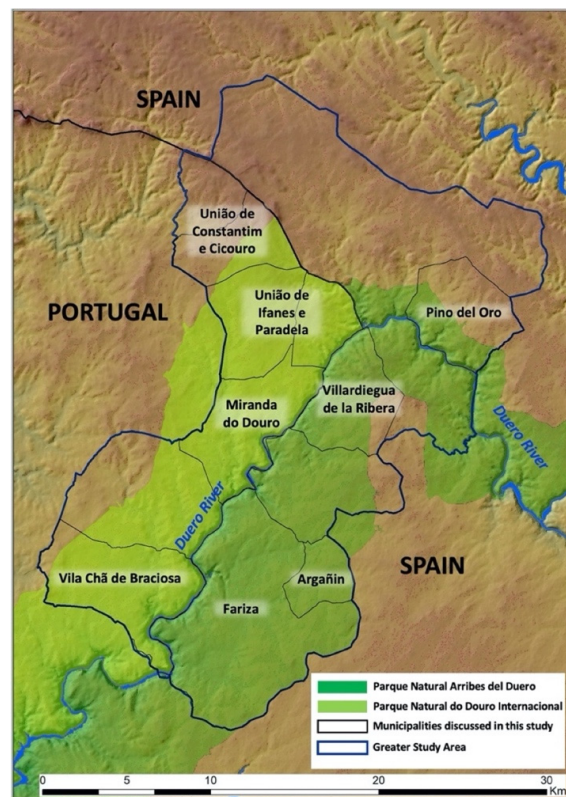 SPAIN
União de
Constantim
e Cicouro
PORTUGAL
União de
Ifanes e
Paradela
Pino del Oro
Villardiegua
de la Ribera
Miranda
do Douro
Duero River
Duero River
SPAIN
Vila Chã de Braciosa
Argañin
Fariza
Parque Natural Arribes del Duero
Parque Natural do Douro Internacional
Municipalities discussed in this study
Greater Study Area
0 5 10 20 30
Km